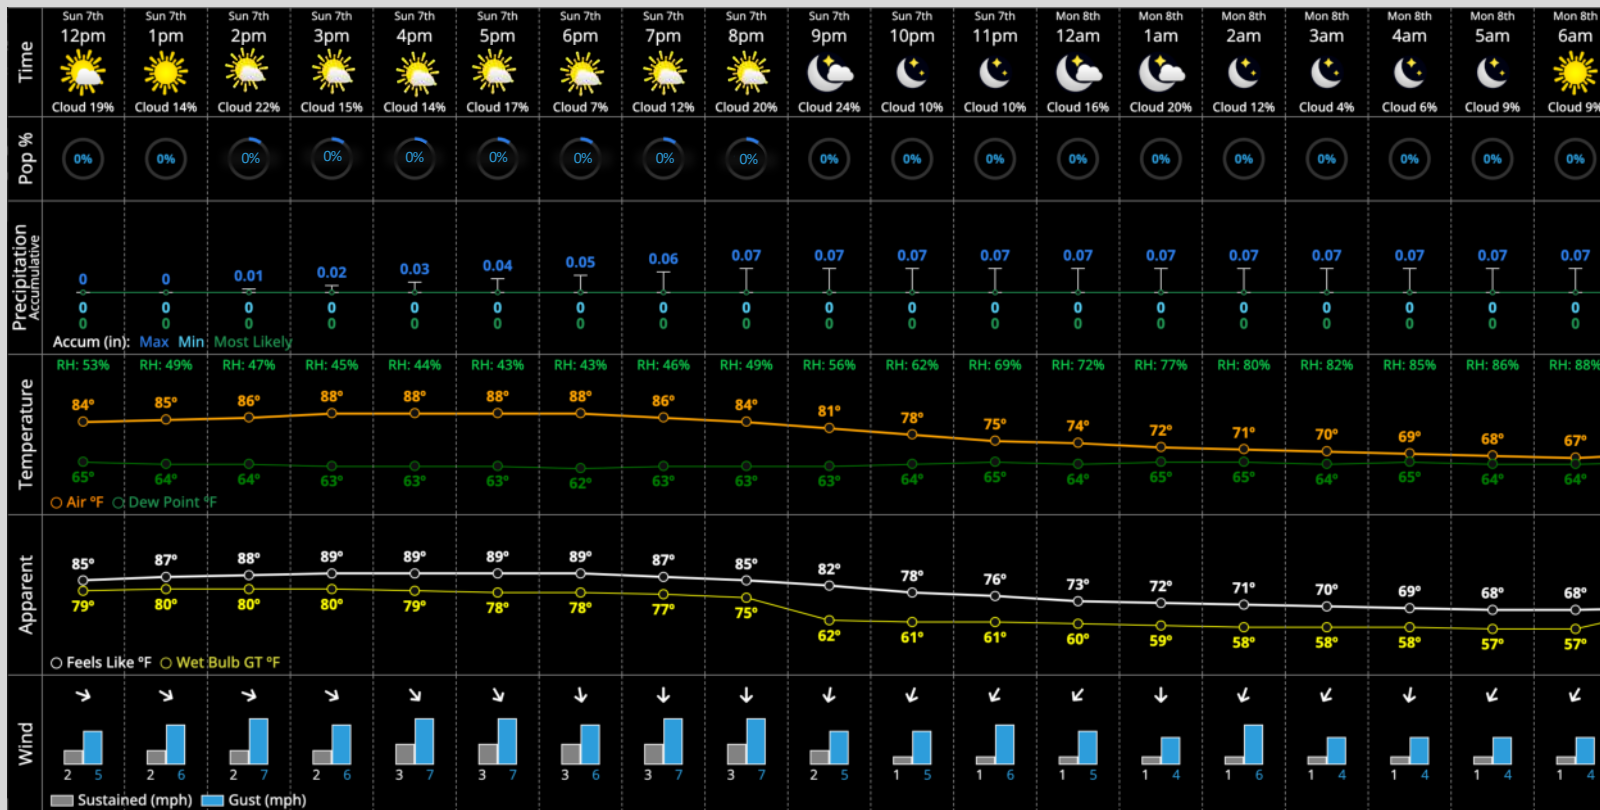 Sun 7th Sun 7th Sun 7th Sun 7th Sun 7th Sun 7th Sun 7th Sun 7th Sun 7th Sun 7th Sun 7th Sun 7th Mon 8th Mon 8th Mon 8th Mon 8th Mon 8th Mon 8th Mon 8th
12pm 1pm 2pm 3pm 4pm 5pm 6pm 7pm 8pm 9pm 10pm 11pm 12am 1am 2am 3am 4am 5am 6am
Time
Cloud 19% Cloud 14% Cloud 22% Cloud 15% Cloud 14% Cloud 17% Cloud 7% Cloud 12% Cloud 20% Cloud 24% Cloud 10% Cloud 10% Cloud 16% Cloud 20% Cloud 12% Cloud 4% Cloud 6% Cloud 9% Cloud 9%
Pop %
0% 0% 0% 0% 0% 0% 0% 0% 0% 0% 0% 0% 0% 0% 0% 0% 0% 0% 0%
Precipitation
Accumulative
0 0 0.01 0.02 0.03 0.04 0.05 0.06 0.07 0.07 0.07 0.07 0.07 0.07 0.07 0.07 0.07 0.07 0.07
0 0 0 0 0 0 0 0 0 0 0 0 0 0 0 0 0 0 0
0 0 0 0 0 0 0 0 0 0 0 0 0 0 0 0 0 0 0
Accum (in): Max Min Most Likely
Temperature
RH: 53% RH: 49% RH: 47% RH: 45% RH: 44% RH: 43% RH: 43% RH: 46% RH: 49% RH: 56% RH: 62% RH: 69% RH: 72% RH: 77% RH: 80% RH: 82% RH: 85% RH: 86% RH: 88%
84° 85° 86° 88° 88° 88° 88° 86° 84° 81° 78° 75° 74° 72° 71° 70° 69° 68° 67°
65° 64° 64° 63° 63° 63° 62° 63° 63° 63° 64° 65° 64° 65° 65° 64° 65° 64° 64°
Air °F Dew Point °F
Apparent
85° 87° 88° 89° 89° 89° 89° 87° 85° 82° 78° 76° 73° 72° 71° 70° 69° 68° 68°
79° 80° 80° 80° 79° 78° 78° 77° 75° 62° 61° 61° 60° 59° 58° 58° 58° 57° 57°
Feels Like °F Wet Bulb GT °F
Wind
2 5 2 6 2 7 2 6 3 7 3 7 3 6 3 7 3 7 2 5 1 5 1 6 1 5 1 4 1 6 1 4 1 4 1 4 1 4
Sustained (mph) Gust (mph)